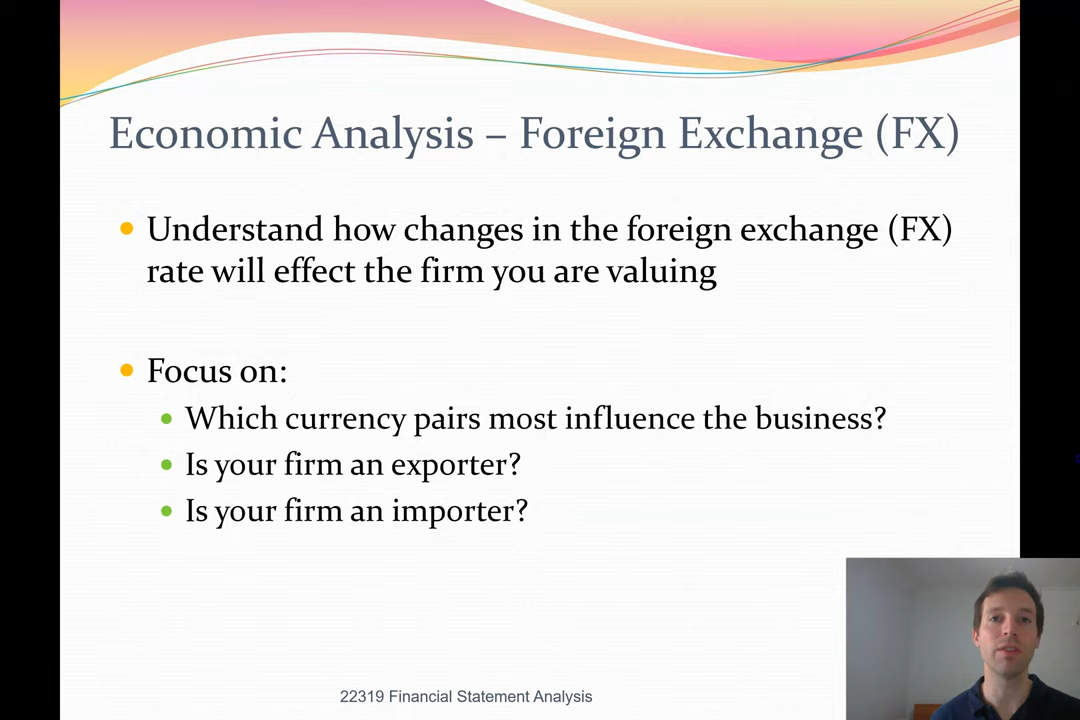 Economic Analysis – Foreign Exchange (FX)
Understand how changes in the foreign exchange (FX)
rate will effect the firm you are valuing
Focus on:
Which currency pairs most influence the business?
Is your firm an exporter?
Is your firm an importer?
22319 Financial Statement Analysis